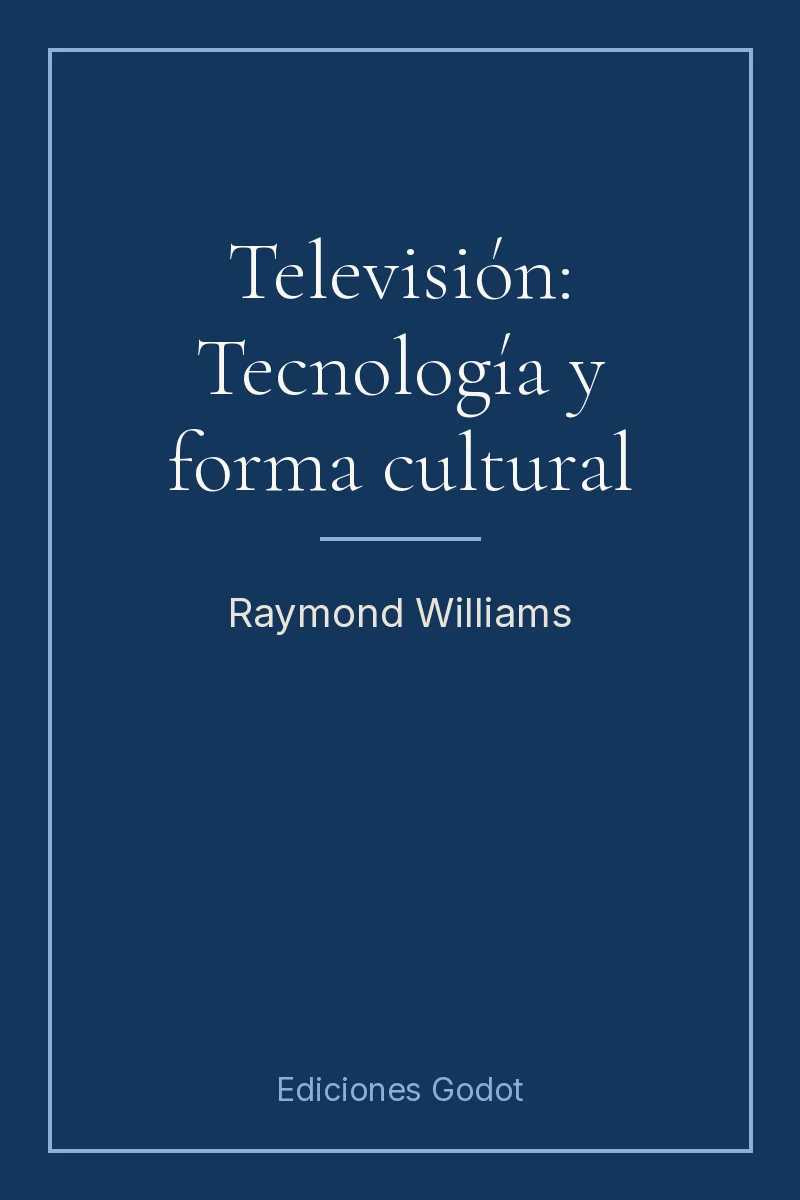 Televisión:
Tecnología y
forma cultural
Raymond Williams
Ediciones Godot